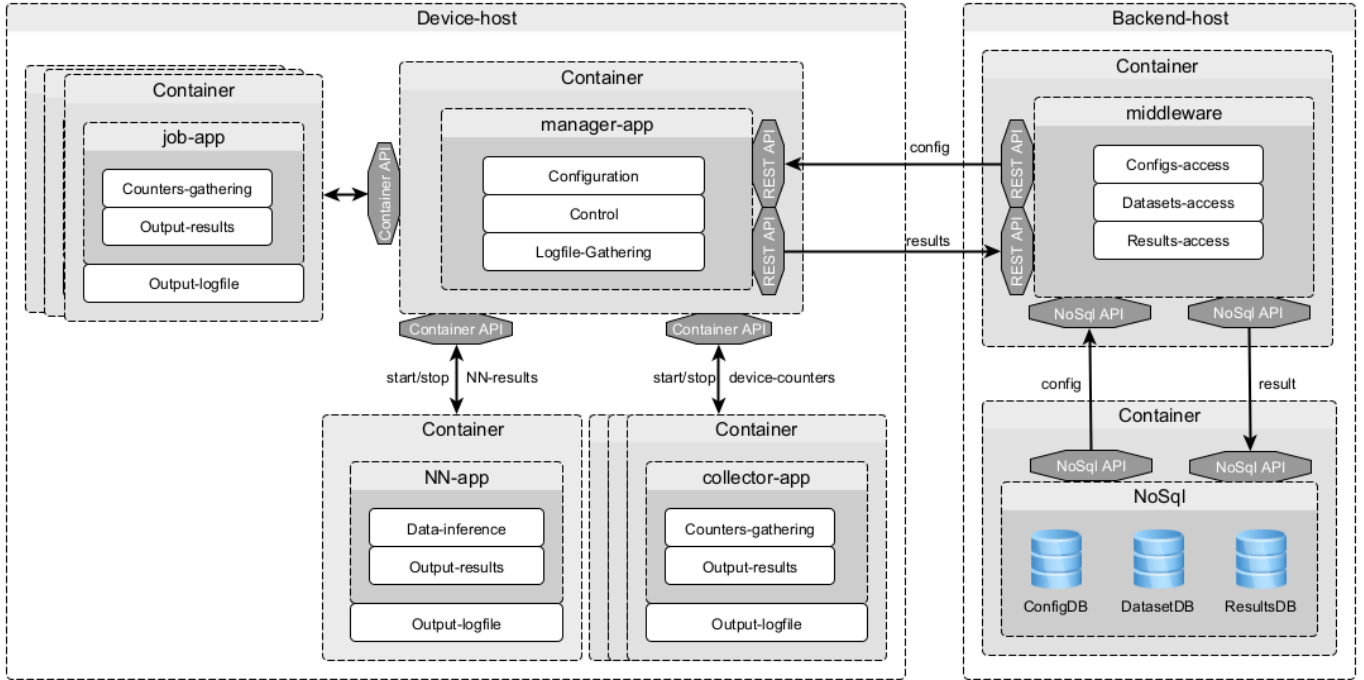 Device-host
Backend-host
Container
job-app
Counters-gathering
Output-results
Output-logfile
Container API
Container
manager-app
Configuration
Control
Logfile-Gathering
REST API
REST API
config
results
REST API
REST API
Container
middleware
Configs-access
Datasets-access
Results-access
NoSql API
NoSql API
Container API
Container API
start/stop
NN-results
start/stop
device-counters
config
result
Container
NN-app
Data-inference
Output-results
Output-logfile
Container
collector-app
Counters-gathering
Output-results
Output-logfile
Container
NoSql API
NoSql API
NoSql
ConfigDB
DatasetDB
ResultsDB